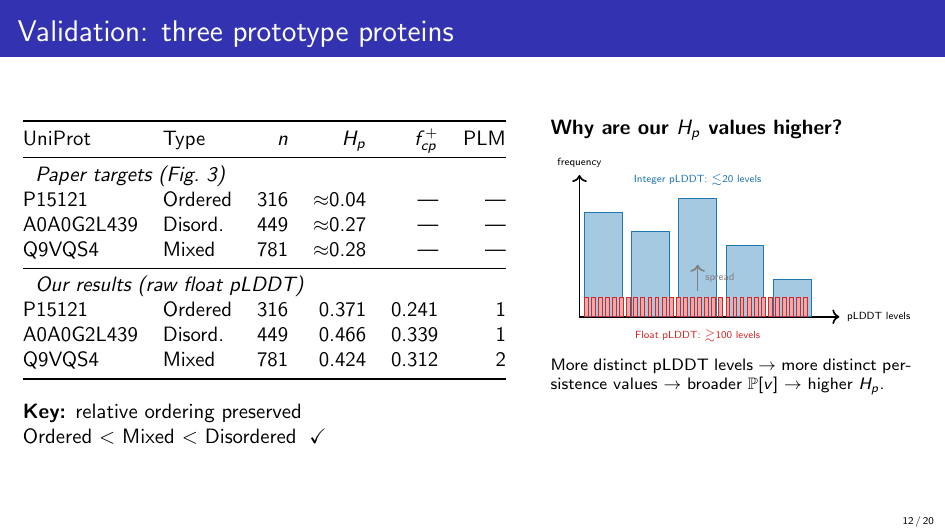 Validation: three prototype proteins
UniProt Type n H_p f_cp^+ PLM
Paper targets (Fig. 3)
P15121 Ordered 316 ≈0.04 — —
A0A0G2L439 Disord. 449 ≈0.27 — —
Q9VQS4 Mixed 781 ≈0.28 — —
Our results (raw float pLDDT)
P15121 Ordered 316 0.371 0.241 1
A0A0G2L439 Disord. 449 0.466 0.339 1
Q9VQS4 Mixed 781 0.424 0.312 2
Key: relative ordering preserved
Ordered < Mixed < Disordered ✓
Why are our H_p values higher?
frequency
Integer pLDDT: ≲20 levels
spread
pLDDT levels
Float pLDDT: ≳100 levels
More distinct pLDDT levels → more distinct per-
sistence values → broader ℙ[v] → higher H_p.
12 / 20